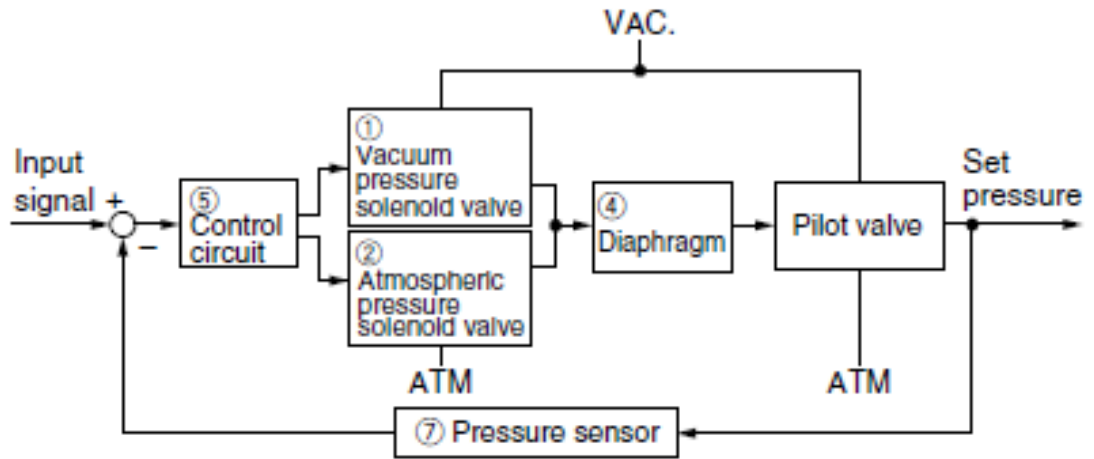 VAC.
Input
signal +
−
⑤
Control
circuit
①
Vacuum
pressure
solenoid valve
②
Atmospheric
pressure
solenoid valve
ATM
④
Diaphragm
Pilot valve
ATM
Set
pressure
⑦ Pressure sensor